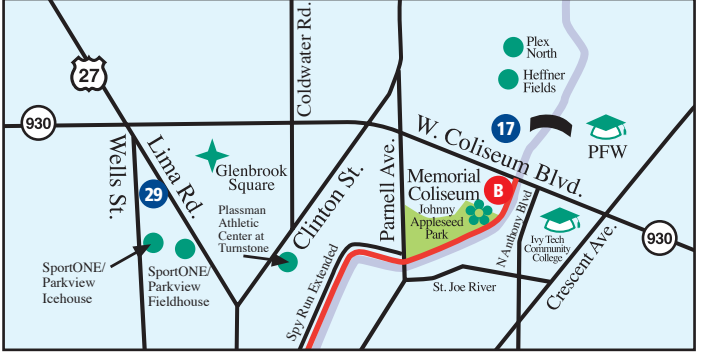 27
930
Wells St.
Lima Rd.
29
Glenbrook
Square
Coldwater Rd.
Plassman
Athletic
Center at
Turnstone
Clinton St.
SportONE/
Parkview
Icehouse
SportONE/
Parkview
Fieldhouse
Spy Run Extended
Parnell Ave.
Memorial
Coliseum
B
Johnny
Appleseed
Park
St. Joe River
Plex
North
Heffner
Fields
17
PFW
W. Coliseum Blvd.
N Anthony Blvd
Ivy Tech
Community
College
Crescent Ave.
930